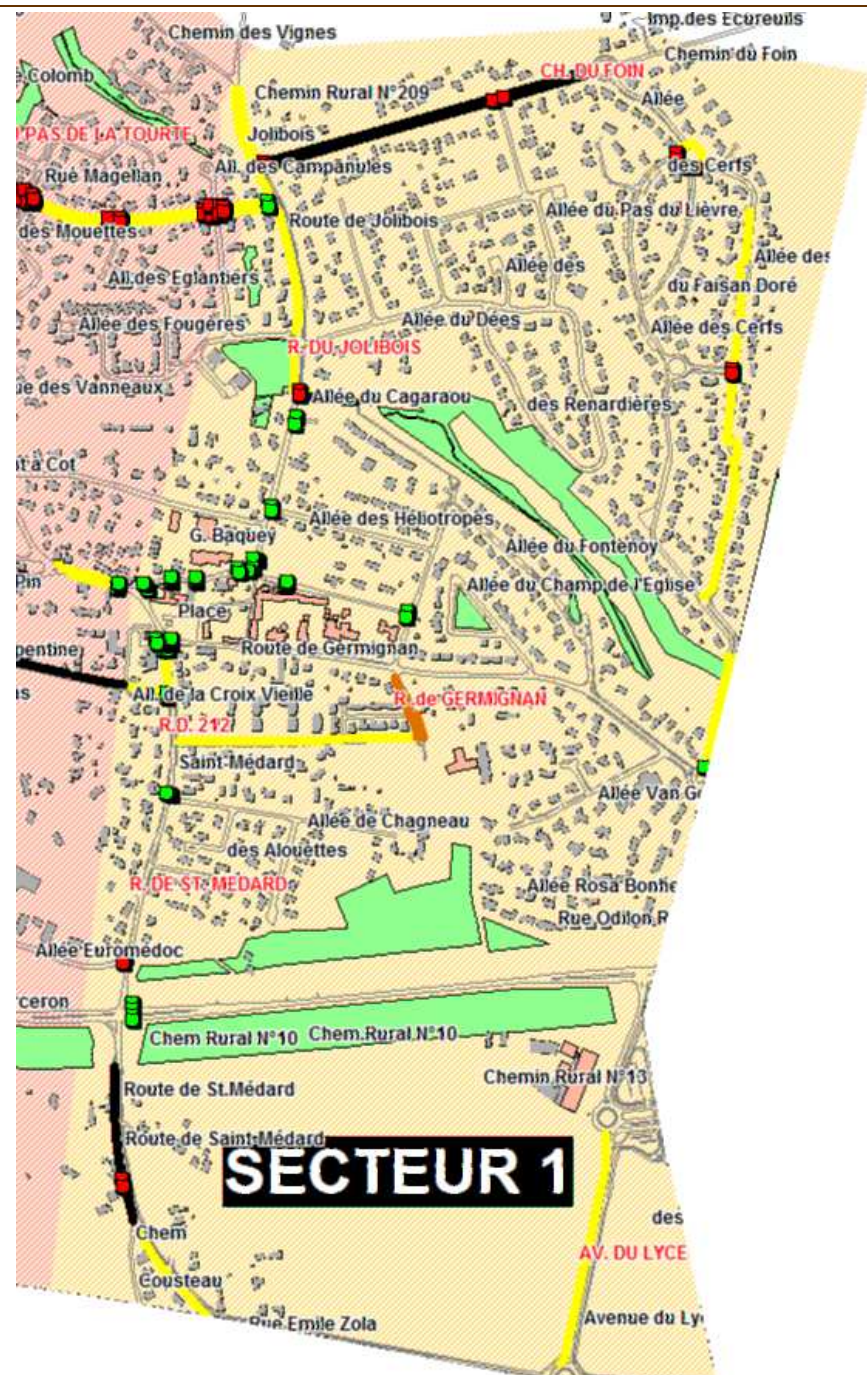 Imp.des Ecureuils
Chemin des Vignes
Chemin du Foin
Colomb
CH. DU FOIN
Chemin Rural N°209
Allée
PAS DE LA TOURTE
Jolibois
All. des Campanules
des Cerfs
Rue Magellan
Route de Jolibois
Allée du Pas du Lièvre
des Mouettes
Allée des
All.des Eglantiers
Allée des
du Faisan Doré
Allée des Fougères
Allée du Dées
Allée des Cerfs
R. DU JOLIBOIS
ue des Vanneaux
Allée du Cagaraou
des Renardières
nt à Cot
Allée des Héliotropes
G. Baquey
Allée du Fontenoy
Pin
Allée du Champ de l'Eglise
Place
pentine
Route de Germignan
as
All. de la Croix Vieille
R. de GERMIGNAN
R.D. 212
Saint-Médard
Allée Van Go
Allée de Chagneau
des Alouettes
R. DE ST. MEDARD
Allée Rosa Bonhe
Rue Odilon R
Allée Euromedoc
rceron
Chem Rural N°10
Chem.Rural N°10
Chemin Rural N°13
Route de St.Médard
Route de Saint-Médard
SECTEUR 1
des
Chem
AV. DU LYCE
Cousteau
Rue Emile Zola
Avenue du Ly